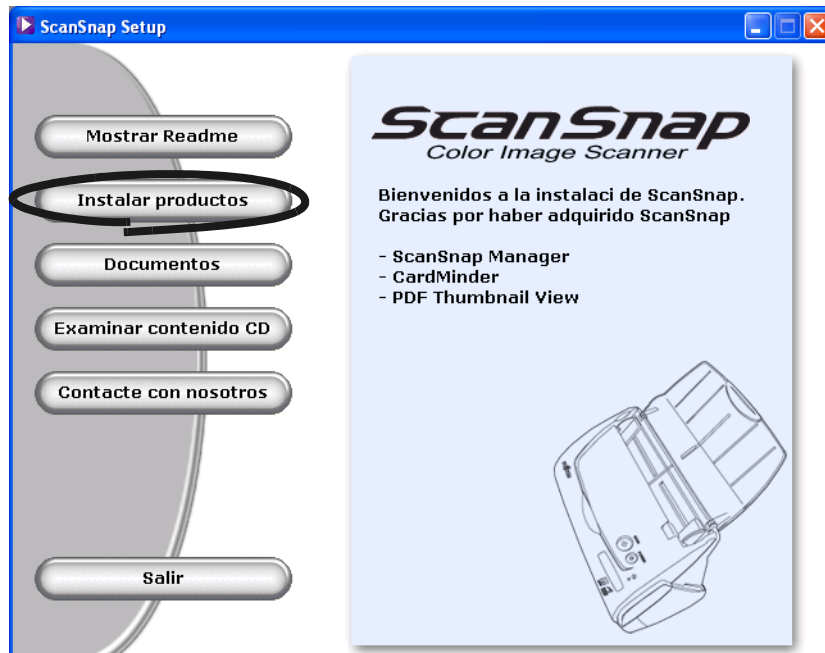 ScanSnap Setup
Mostrar Readme
Instalar productos
Documentos
Examinar contenido CD
Contacte con nosotros
Salir
ScanSnap
Color Image Scanner
Bienvenidos a la instalaci de ScanSnap.
Gracias por haber adquirido ScanSnap
- ScanSnap Manager
- CardMinder
- PDF Thumbnail View